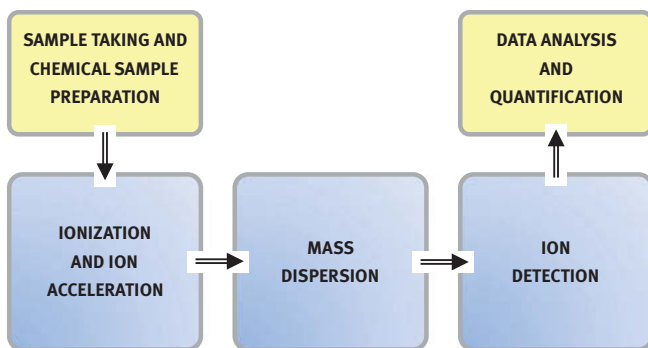 SAMPLE TAKING AND
CHEMICAL SAMPLE
PREPARATION
DATA ANALYSIS
AND
QUANTIFICATION
IONIZATION
AND ION
ACCELERATION
MASS
DISPERSION
ION
DETECTION